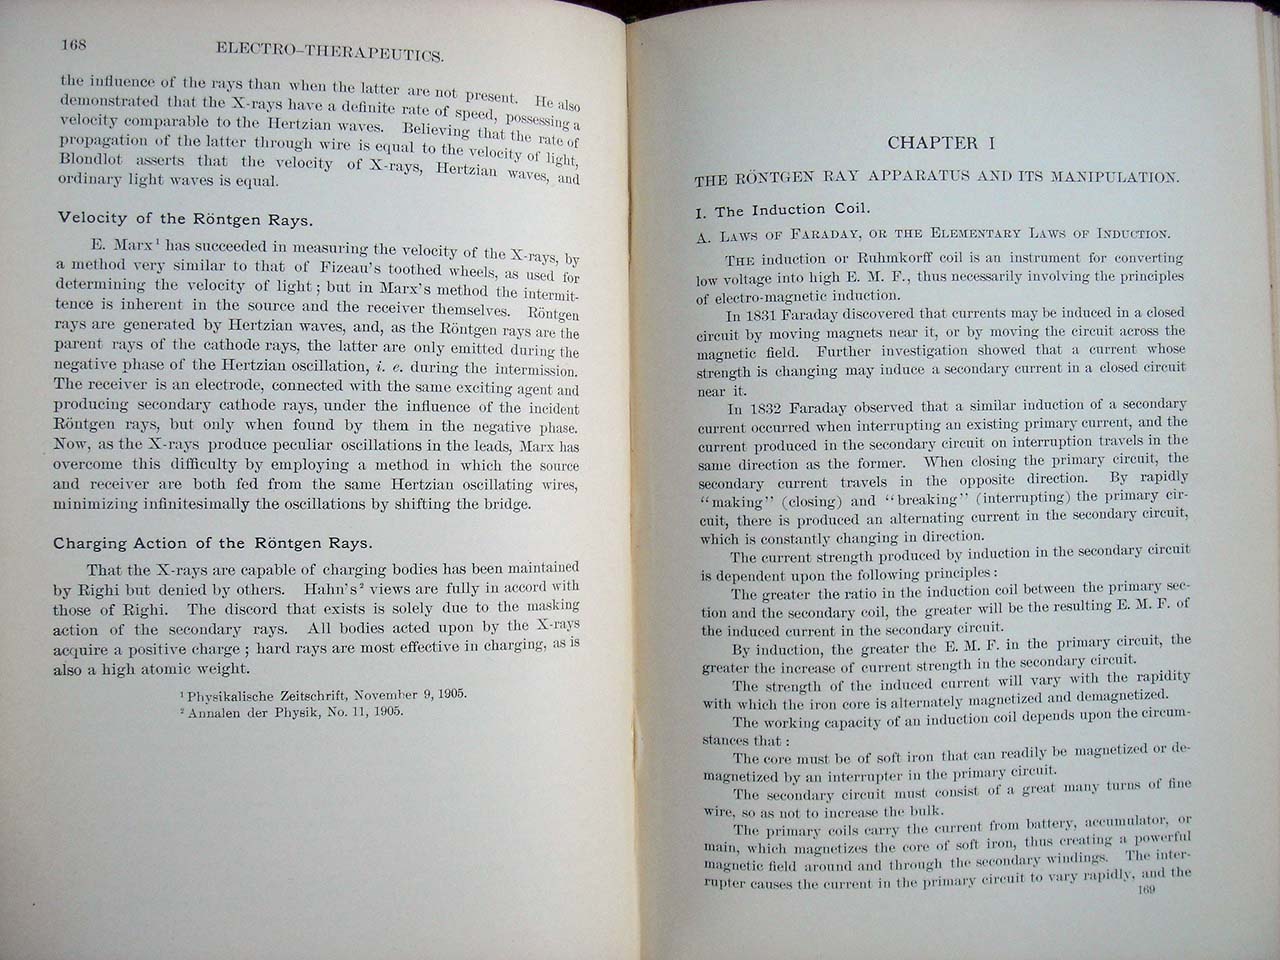 168
ELECTRO-THERAPEUTICS.
the influence of the rays than when the latter are not present. He also
demonstrated that the X-rays have a definite rate of speed, possessing a
velocity comparable to the Hertzian waves. Believing that the rate of
propagation of the latter through wire is equal to the velocity of light,
Blondlot asserts that the velocity of X-rays, Hertzian waves, and
ordinary light waves is equal.
Velocity of the Röntgen Rays.
E. Marx¹ has succeeded in measuring the velocity of the X-rays, by
a method very similar to that of Fizeau's toothed wheels, as used for
determining the velocity of light; but in Marx's method the intermit-
tence is inherent in the source and the receiver themselves. Röntgen
rays are generated by Hertzian waves, and, as the Röntgen rays are the
parent rays of the cathode rays, the latter are only emitted during the
negative phase of the Hertzian oscillation, i. e. during the intermission.
The receiver is an electrode, connected with the same exciting agent and
producing secondary cathode rays, under the influence of the incident
Röntgen rays, but only when found by them in the negative phase.
Now, as the X-rays produce peculiar oscillations in the leads, Marx has
overcome this difficulty by employing a method in which the source
and receiver are both fed from the same Hertzian oscillating wires,
minimizing infinitesimally the oscillations by shifting the bridge.
Charging Action of the Röntgen Rays.
That the X-rays are capable of charging bodies has been maintained
by Righi but denied by others. Hahn's² views are fully in accord with
those of Righi. The discord that exists is solely due to the masking
action of the secondary rays. All bodies acted upon by the X-rays
acquire a positive charge; hard rays are most effective in charging, as is
also a high atomic weight.
¹ Physikalische Zeitschrift, November 9, 1905.
² Annalen der Physik, No. 11, 1905.
CHAPTER I
THE RÖNTGEN RAY APPARATUS AND ITS MANIPULATION.
I. The Induction Coil.
A. LAWS OF FARADAY, OR THE ELEMENTARY LAWS OF INDUCTION.
THE induction or Ruhmkorff coil is an instrument for converting
low voltage into high E. M. F., thus necessarily involving the principles
of electro-magnetic induction.
In 1831 Faraday discovered that currents may be induced in a closed
circuit by moving magnets near it, or by moving the circuit across the
magnetic field. Further investigation showed that a current whose
strength is changing may induce a secondary current in a closed circuit
near it.
In 1832 Faraday observed that a similar induction of a secondary
current occurred when interrupting an existing primary current, and the
current produced in the secondary circuit on interruption travels in the
same direction as the former. When closing the primary circuit, the
secondary current travels in the opposite direction. By rapidly
"making" (closing) and "breaking" (interrupting) the primary cir-
cuit, there is produced an alternating current in the secondary circuit,
which is constantly changing in direction.
The current strength produced by induction in the secondary circuit
is dependent upon the following principles:
The greater the ratio in the induction coil between the primary sec-
tion and the secondary coil, the greater will be the resulting E. M. F. of
the induced current in the secondary circuit.
By induction, the greater the E. M. F. in the primary circuit, the
greater the increase of current strength in the secondary circuit.
The strength of the induced current will vary with the rapidity
with which the iron core is alternately magnetized and demagnetized.
The working capacity of an induction coil depends upon the circum-
stances that:
The core must be of soft iron that can readily be magnetized or de-
magnetized by an interrupter in the primary circuit.
The secondary circuit must consist of a great many turns of fine
wire, so as not to increase the bulk.
The primary coils carry the current from battery, accumulator, or
main, which magnetizes the core of soft iron, thus creating a powerful
magnetic field around and through the secondary windings. The inter-
rupter causes the current in the primary circuit to vary rapidly, and the
169